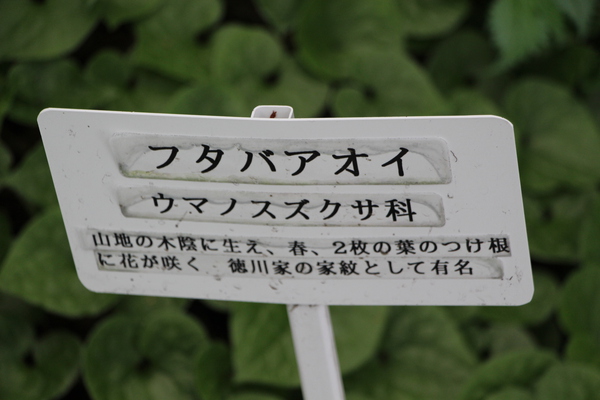 フタバアオイ
ウマノスズクサ科
山地の木陰に生え、春、2枚の葉のつけ根
に花が咲く 徳川家の家紋として有名